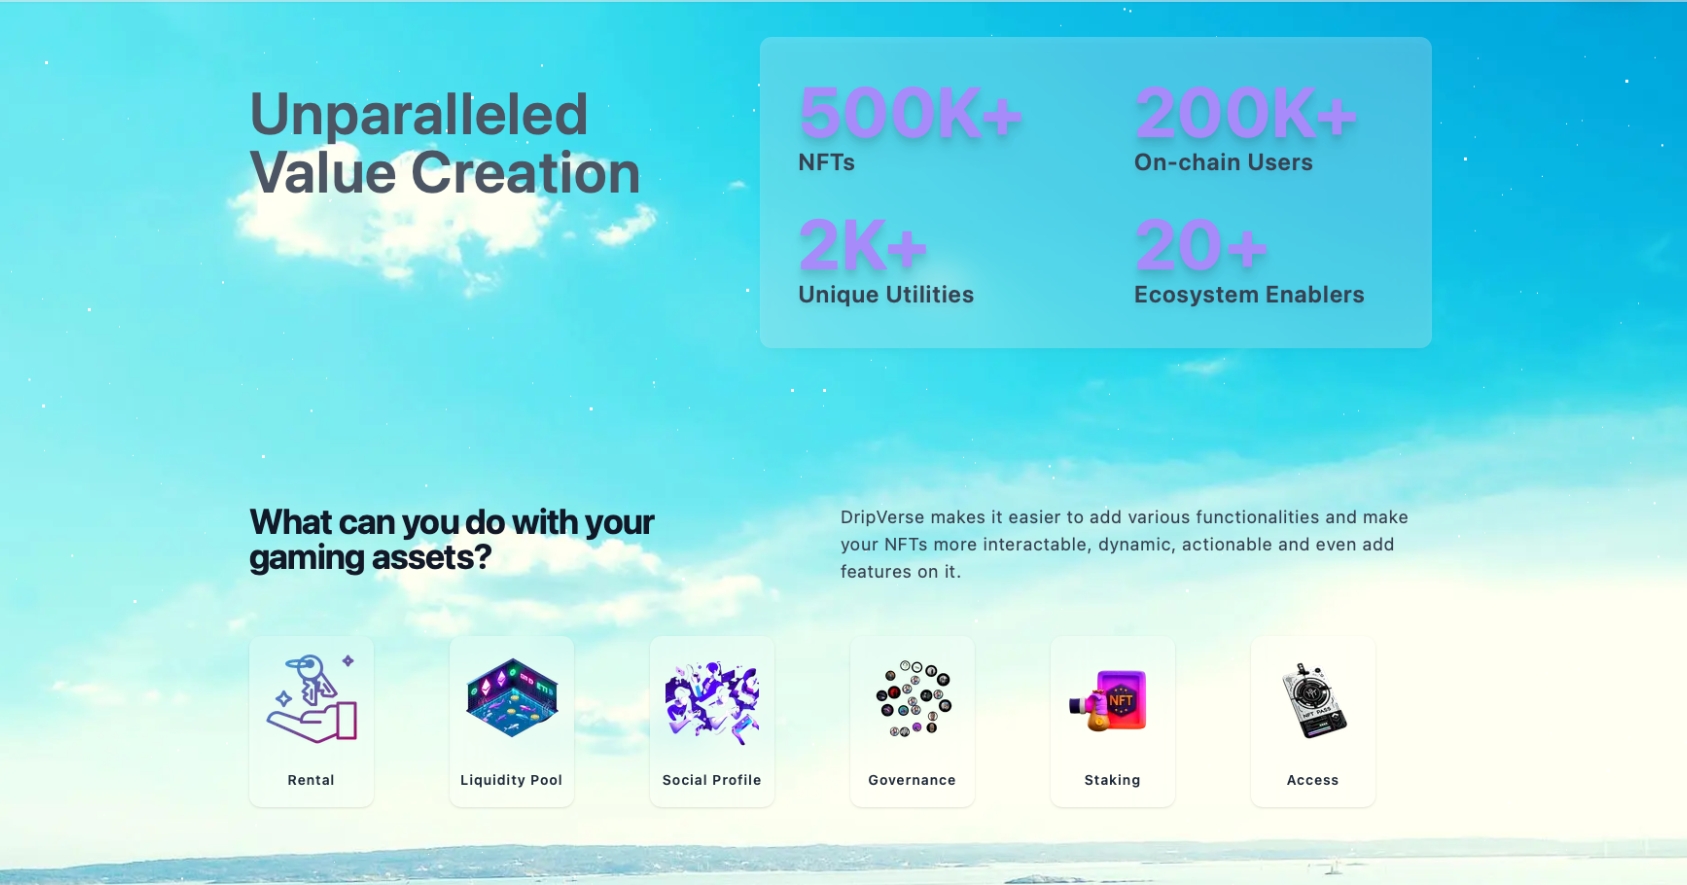 Unparalleled
Value Creation
500K+
NFTs
200K+
On-chain Users
2K+
Unique Utilities
20+
Ecosystem Enablers
What can you do with your
gaming assets?
DripVerse makes it easier to add various functionalities and make
your NFTs more interactable, dynamic, actionable and even add
features on it.
Rental
Liquidity Pool
Social Profile
Governance
NFT
Staking
NFT PASS
Access